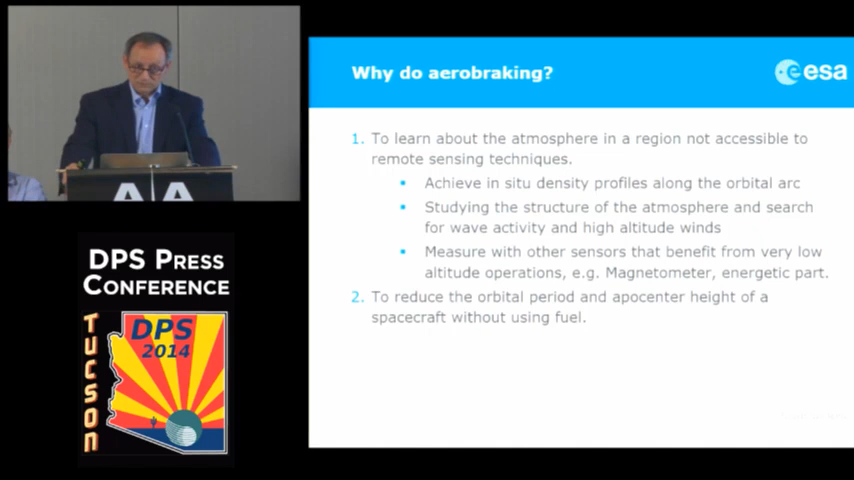 Why do aerobraking?
esa
1. To learn about the atmosphere in a region not accessible to
remote sensing techniques.
• Achieve in situ density profiles along the orbital arc
• Studying the structure of the atmosphere and search
for wave activity and high altitude winds
• Measure with other sensors that benefit from very low
altitude operations, e.g. Magnetometer, energetic part.
2. To reduce the orbital period and apocenter height of a
spacecraft without using fuel.
DPS PRESS
CONFERENCE
TUCSON
DPS
2014